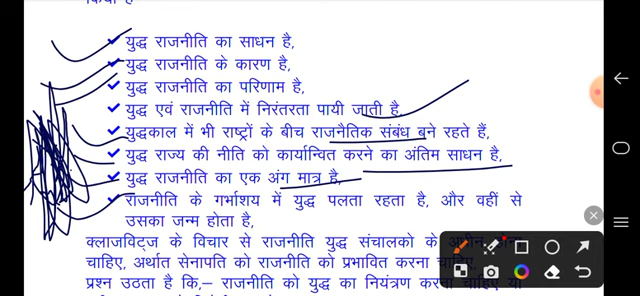 युद्ध राजनीति का साधन है,
युद्ध राजनीति के कारण है,
युद्ध राजनीति का परिणाम है,
युद्ध एवं राजनीति में निरंतरता पायी जाती है,
युद्धकाल में भी राष्ट्रों के बीच राजनैतिक संबंध बने रहते हैं,
युद्ध राज्य की नीति को कार्यान्वित करने का अंतिम साधन है,
युद्ध राजनीति का एक अंग मात्र है,
राजनीति के गर्भाशय में युद्ध पलता रहता है, और वहीं से
उसका जन्म होता है,
क्लाजविट्ज के विचार से राजनीति युद्ध संचालको के
चाहिए, अर्थात सेनापति को राजनीति को प्रभावित करना
प्रश्न उठता है कि,– राजनीति को युद्ध का नियंत्रण करना